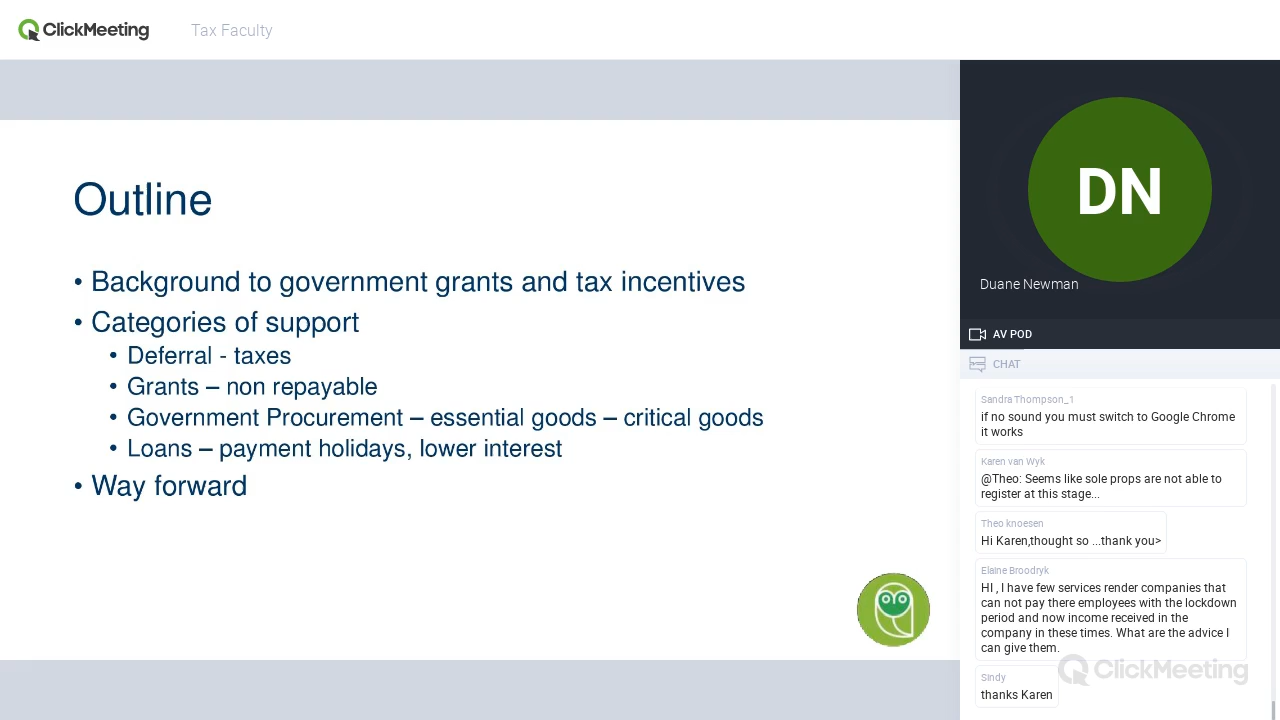 ClickMeeting
Tax Faculty
Outline
• Background to government grants and tax incentives
• Categories of support
• Deferral - taxes
• Grants – non repayable
• Government Procurement – essential goods – critical goods
• Loans – payment holidays, lower interest
• Way forward
DN
Duane Newman
AV POD
CHAT
Sandra Thompson_1
if no sound you must switch to Google Chrome
it works
Karen van Wyk
@Theo: Seems like sole props are not able to
register at this stage...
Theo knoesen
Hi Karen,thought so ...thank you>
Elaine Broodryk
HI , I have few services render companies that
can not pay there employees with the lockdown
period and now income received in the
company in these times. What are the advice I
can give them.
ClickMeeting
Sindy
thanks Karen